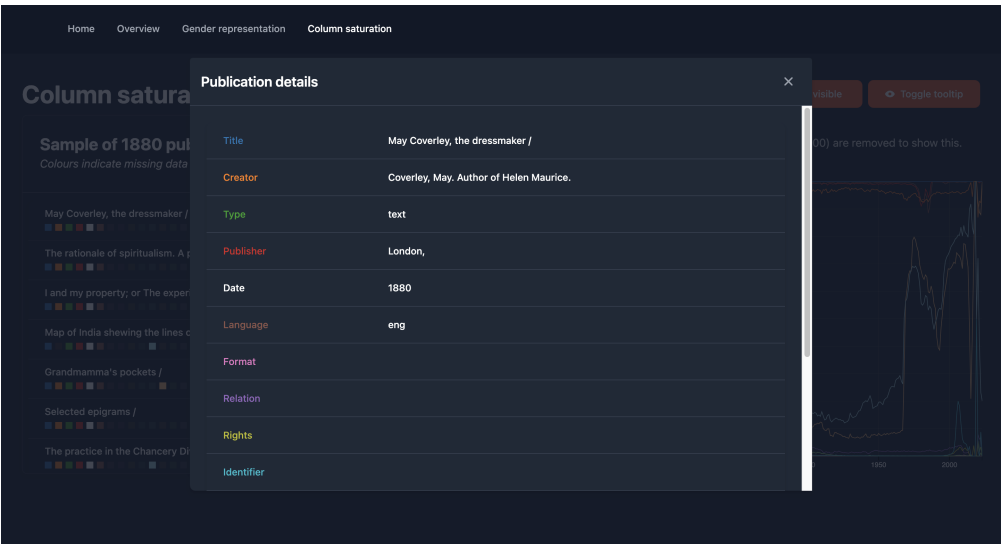 Home Overview Gender representation Column saturation
Publication details ×
Column satura
visible Toggle tooltip
Sample of 1880 pul
00) are removed to show this.
Colours indicate missing data
Title May Coverley, the dressmaker /
Creator Coverley, May. Author of Helen Maurice.
Type text
Publisher London,
Date 1880
Language eng
Format
Relation
Rights
Identifier
May Coverley, the dressmaker /
The rationale of spiritualism. A p
I and my property; or The exper
Map of India shewing the lines o
Grandmamma's pockets /
Selected epigrams /
The practice in the Chancery Di
0 1950 2000